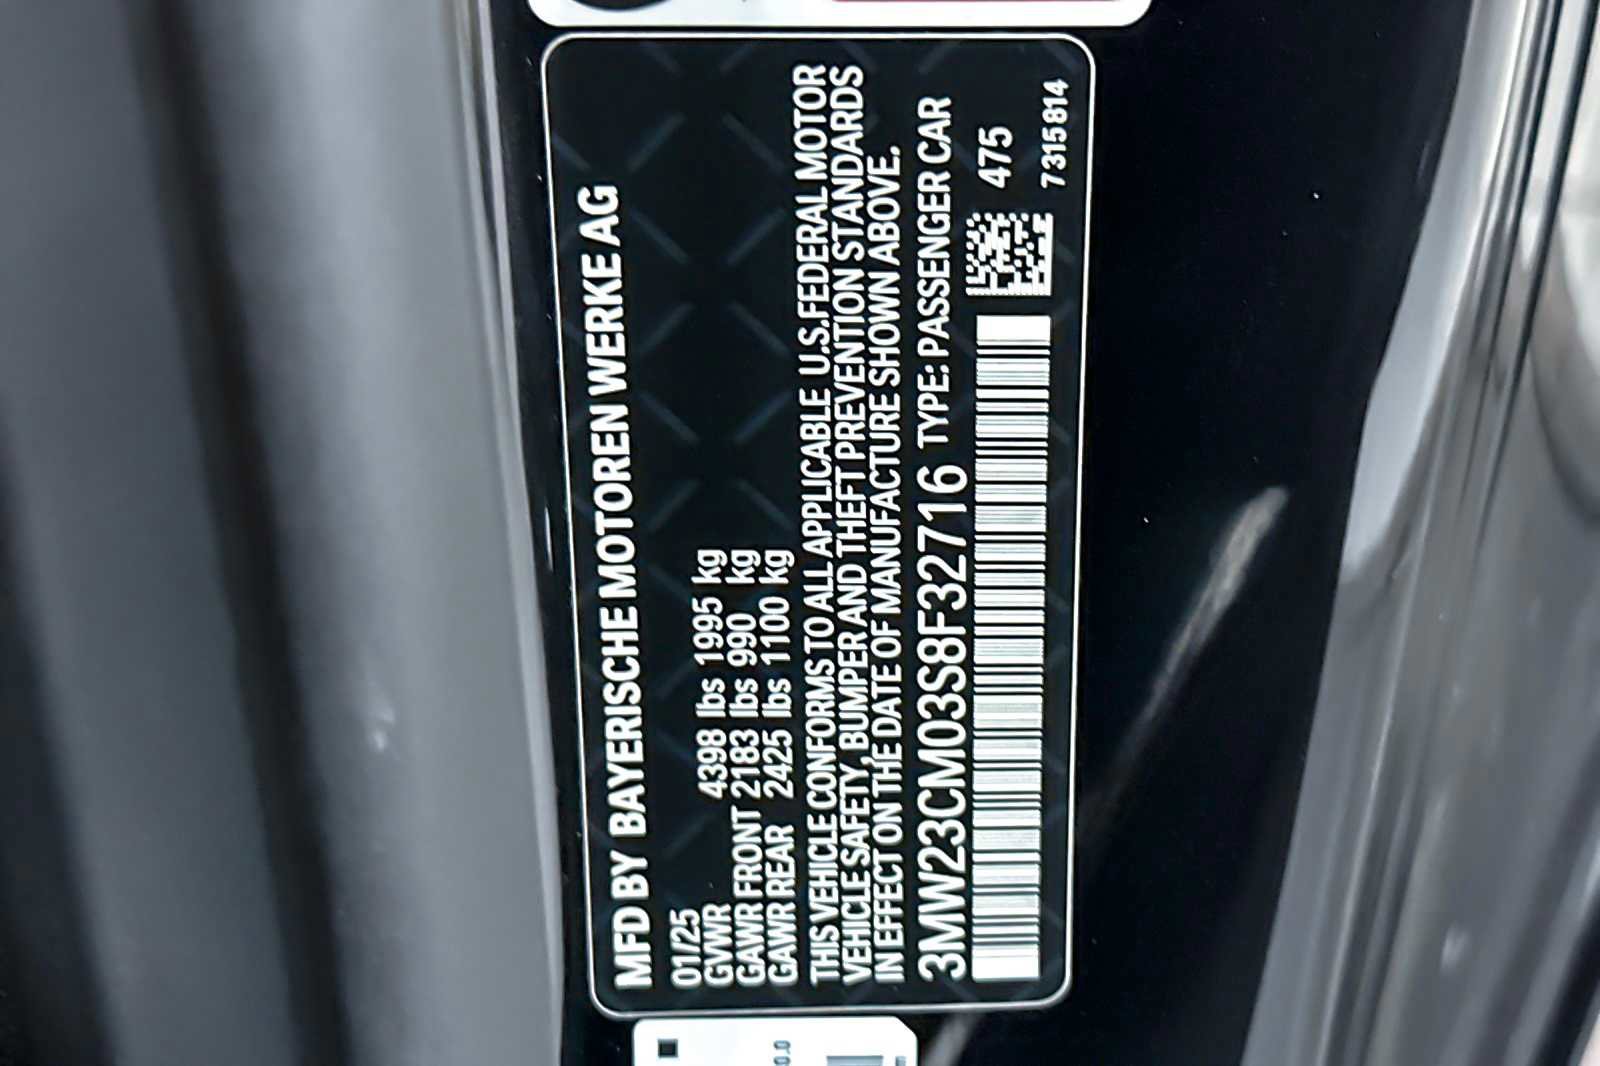 MFD BY BAYERISCHE MOTOREN WERKE AG
01/25
GVWR 4398 lbs 1995 kg
GAWR FRONT 2183 lbs 990 kg
GAWR REAR 2425 lbs 1100 kg
THIS VEHICLE CONFORMS TO ALL APPLICABLE U.S. FEDERAL MOTOR
VEHICLE SAFETY, BUMPER AND THEFT PREVENTION STANDARDS
IN EFFECT ON THE DATE OF MANUFACTURE SHOWN ABOVE.
3MW23CM03S8F32716 TYPE: PASSENGER CAR
475
7315814